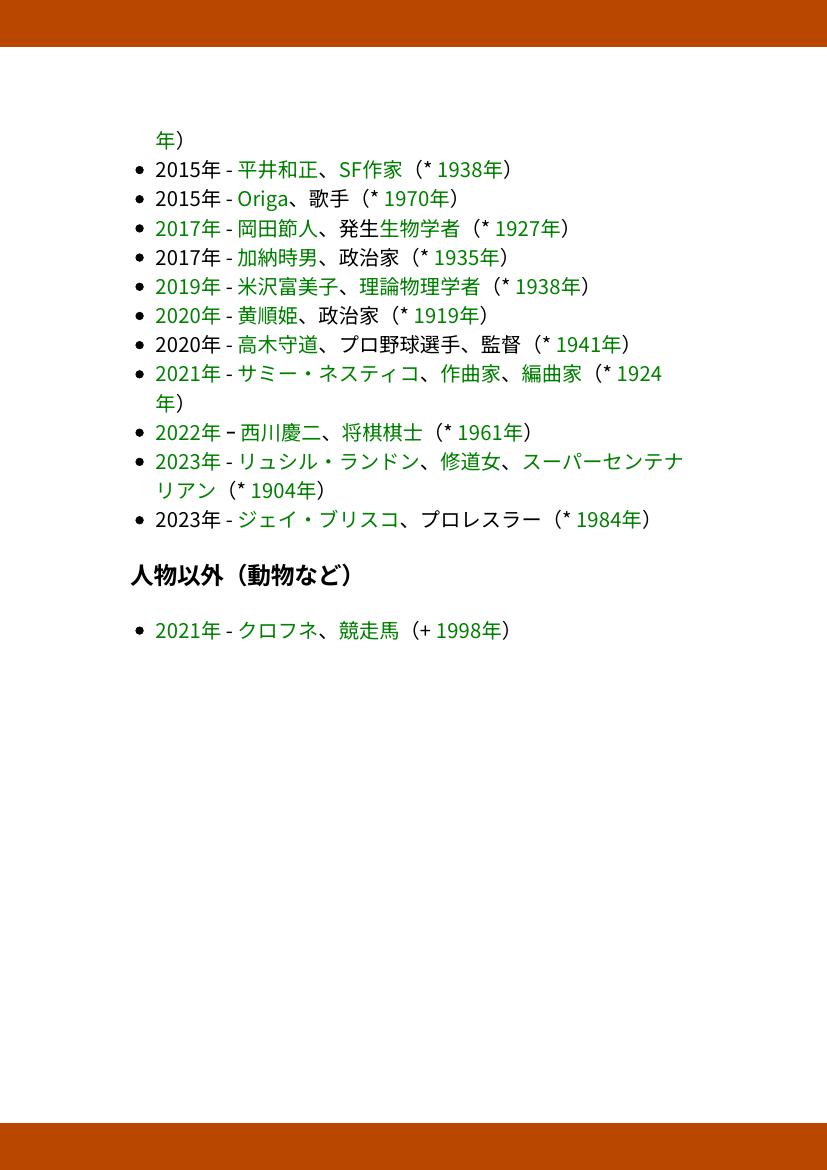 年）
• 2015年 - 平井和正、SF作家（* 1938年）
• 2015年 - Origa、歌手（* 1970年）
• 2017年 - 岡田節人、発生生物学者（* 1927年）
• 2017年 - 加納時男、政治家（* 1935年）
• 2019年 - 米沢富美子、理論物理学者（* 1938年）
• 2020年 - 黄順姫、政治家（* 1919年）
• 2020年 - 高木守道、プロ野球選手、監督（* 1941年）
• 2021年 - サミー・ネスティコ、作曲家、編曲家（* 1924
年）
• 2022年 – 西川慶二、将棋棋士（* 1961年）
• 2023年 - リュシル・ランドン、修道女、スーパーセンテナ
リアン（* 1904年）
• 2023年 - ジェイ・ブリスコ、プロレスラー（* 1984年）
人物以外（動物など）
• 2021年 - クロフネ、競走馬（+ 1998年）